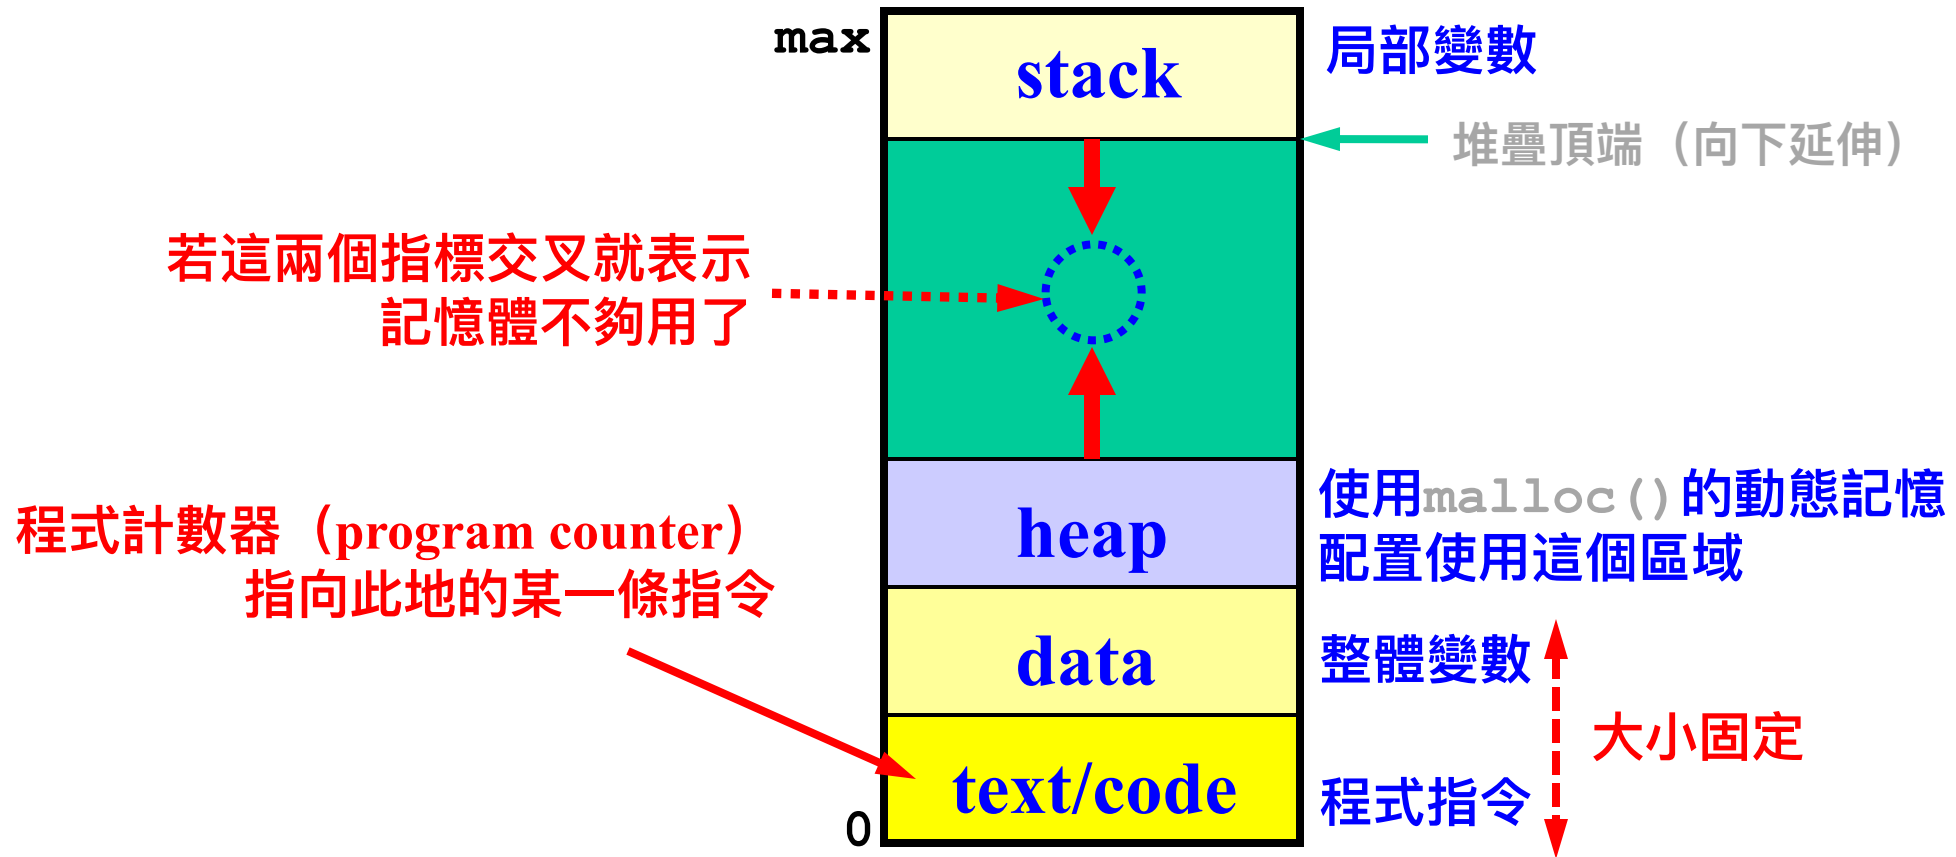 max
stack
局部變數
堆疊頂端（向下延伸）
若這兩個指標交叉就表示
記憶體不夠用了
heap
使用malloc()的動態記憶
配置使用這個區域
程式計數器（program counter）
指向此地的某一條指令
data
整體變數
大小固定
text/code
程式指令
0